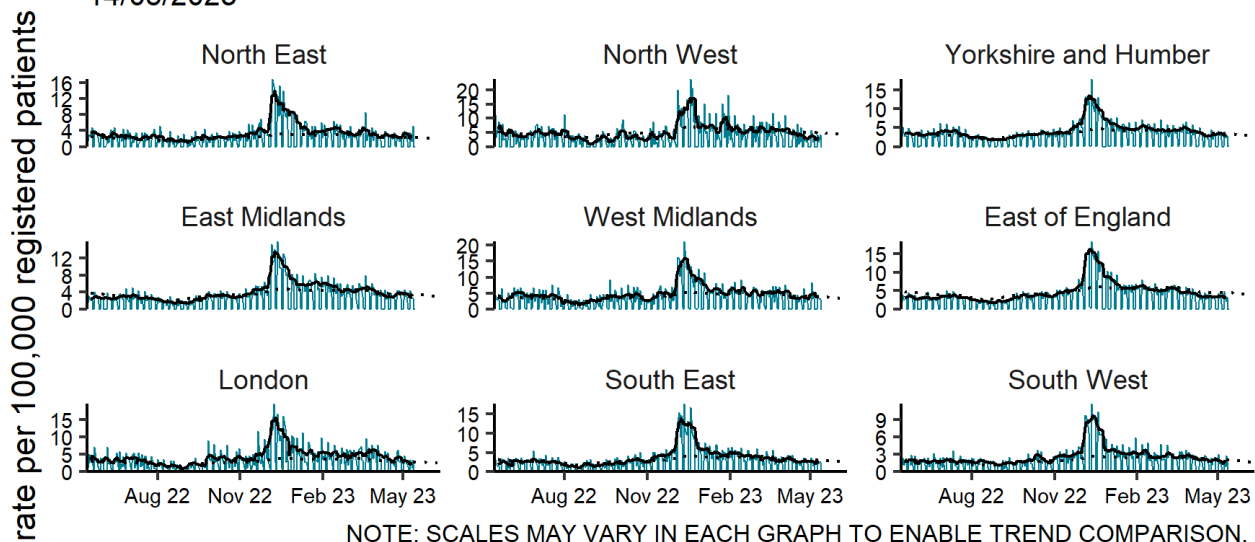 rate per 100,000 registered patients
North East
16
12
8
4
0
North West
20
15
10
5
0
Yorkshire and Humber
15
10
5
0
East Midlands
12
8
4
0
West Midlands
20
15
10
5
0
East of England
15
10
5
0
London
15
10
5
0
South East
15
10
5
0
South West
9
6
3
0
Aug 22 Nov 22 Feb 23 May 23
Aug 22 Nov 22 Feb 23 May 23
Aug 22 Nov 22 Feb 23 May 23
NOTE: SCALES MAY VARY IN EACH GRAPH TO ENABLE TREND COMPARISON.